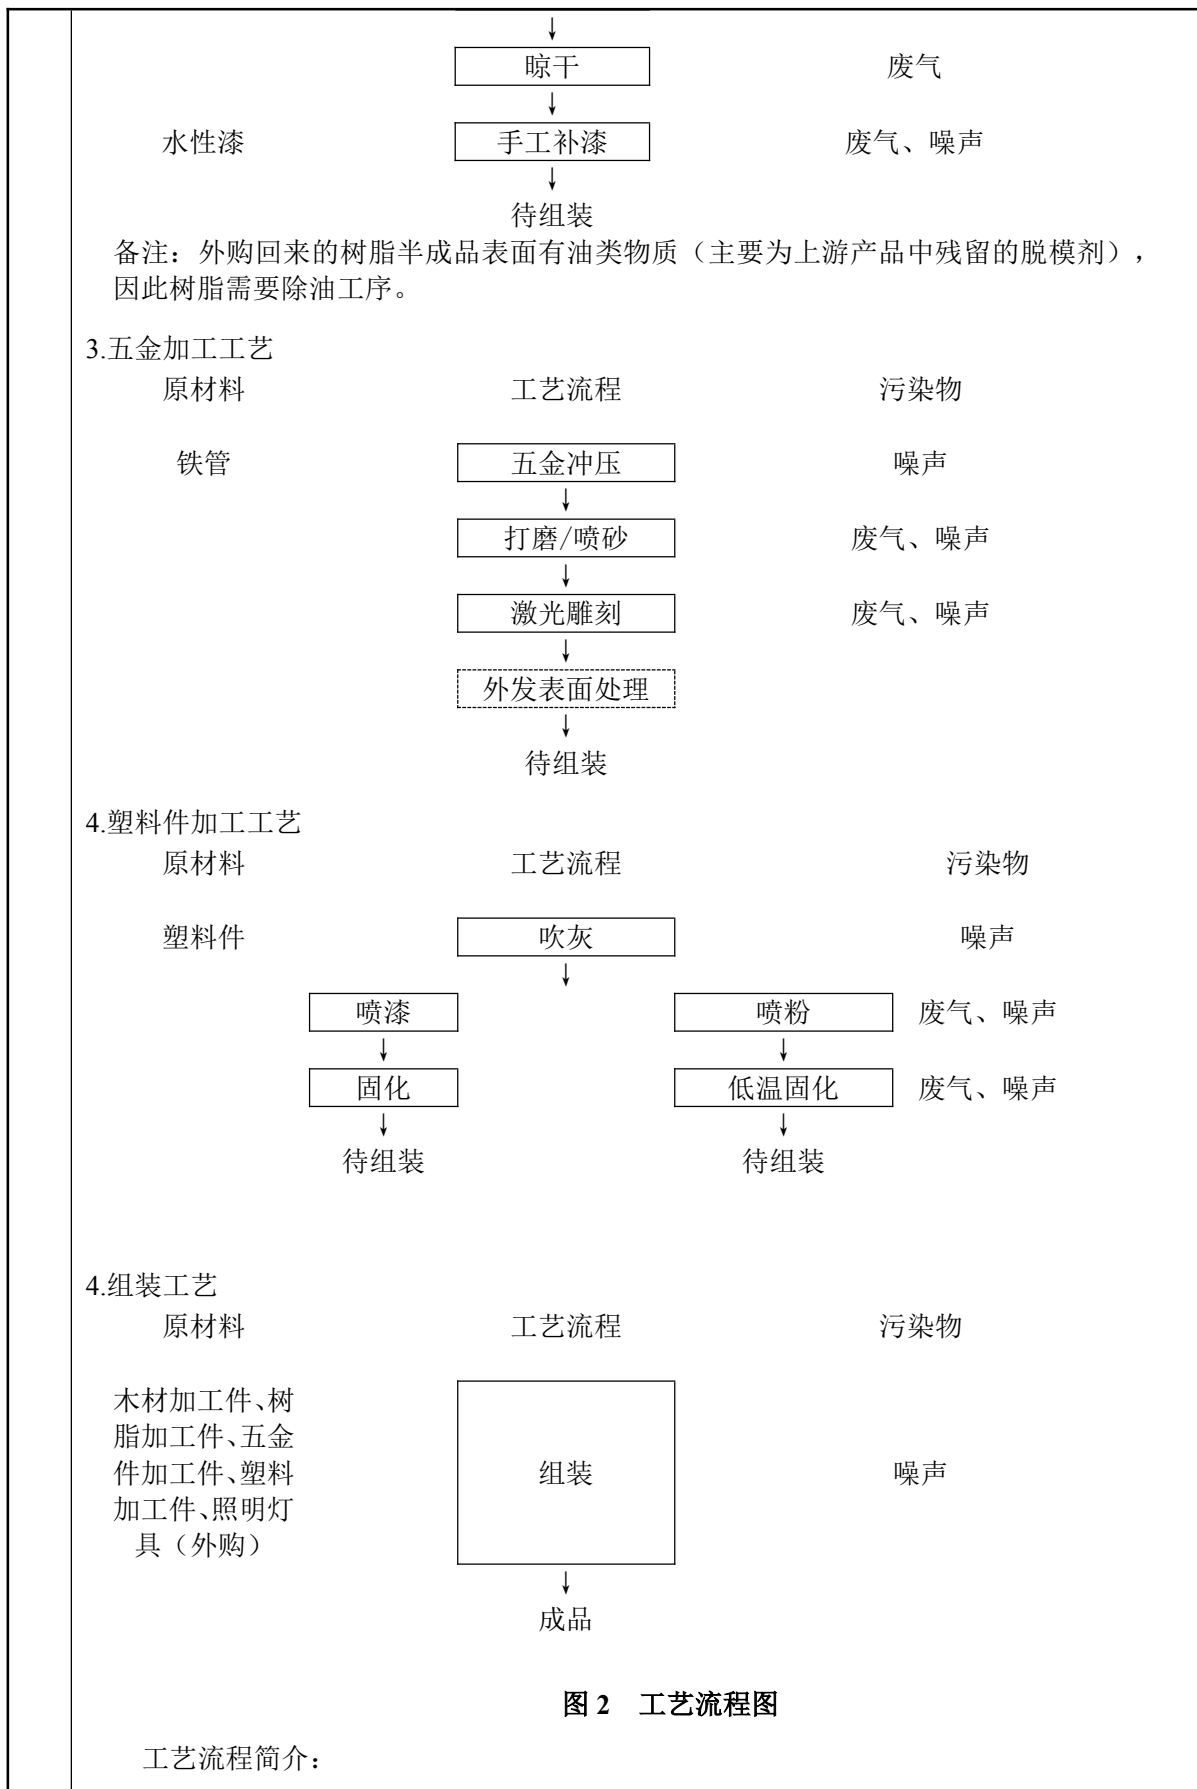 晾干 废气
水性漆 手工补漆 废气、噪声
待组装
备注：外购回来的树脂半成品表面有油类物质（主要为上游产品中残留的脱模剂），
因此树脂需要除油工序。
3.五金加工工艺
原材料 工艺流程 污染物
铁管 五金冲压 噪声
打磨/喷砂 废气、噪声
激光雕刻 废气、噪声
外发表面处理
待组装
4.塑料件加工工艺
原材料 工艺流程 污染物
塑料件 吹灰 噪声
喷漆 喷粉 废气、噪声
固化 低温固化 废气、噪声
待组装 待组装
4.组装工艺
原材料 工艺流程 污染物
木材加工件、树
脂加工件、五金
件加工件、塑料 组装 噪声
加工件、照明灯
具（外购）
成品
图 2 工艺流程图
工艺流程简介：